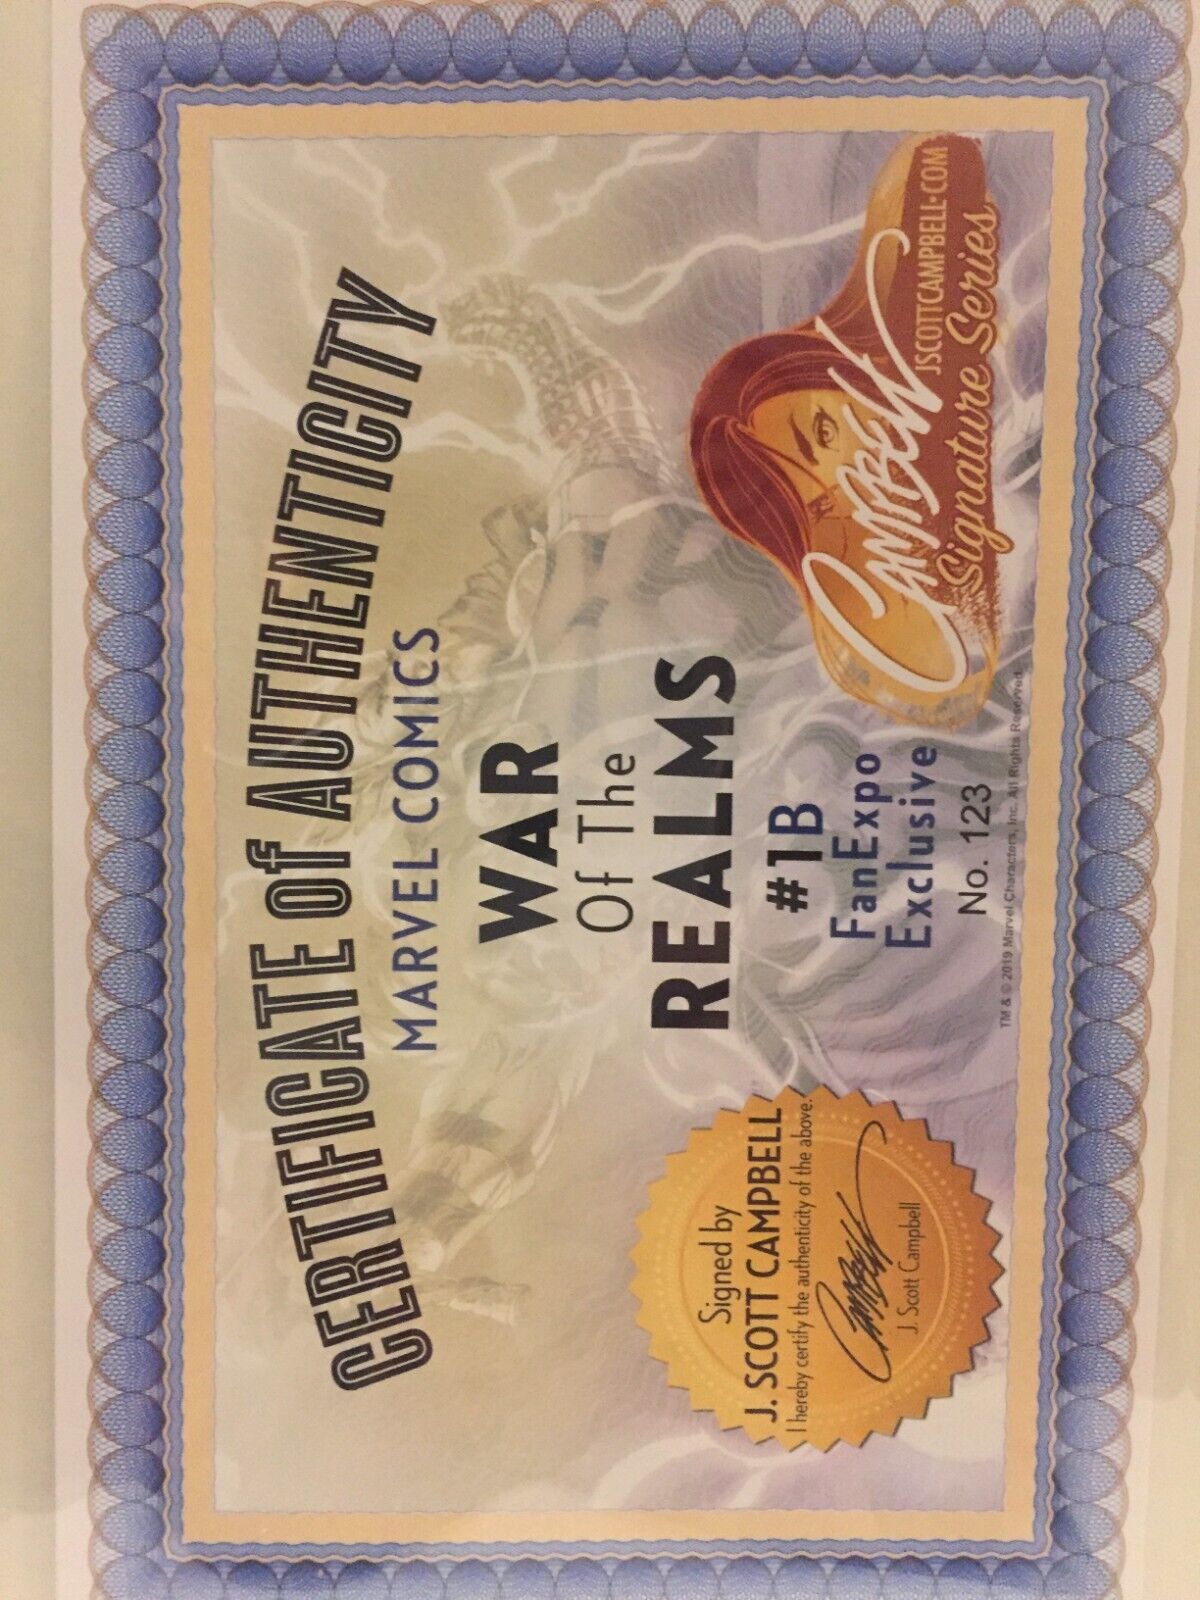 CERTIFICATE of AUTHENTICITY
MARVEL COMICS
WAR
Of The
REALMS
#1B
FanExpo
Exclusive
No. 123
TM & © 2019 Marvel Characters, Inc. All Rights Reserved.
Signed by
J. SCOTT CAMPBELL
I hereby certify the authenticity of the above.
Campbell
J. Scott Campbell
CAMPBELL
JSCOTTCAMPBELL.COM
Signature Series